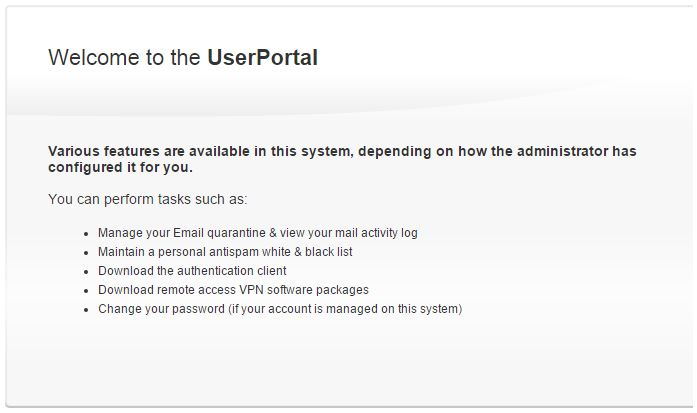 Welcome to the UserPortal
Various features are available in this system, depending on how the administrator has
configured it for you.
You can perform tasks such as:
• Manage your Email quarantine & view your mail activity log
• Maintain a personal antispam white & black list
• Download the authentication client
• Download remote access VPN software packages
• Change your password (if your account is managed on this system)